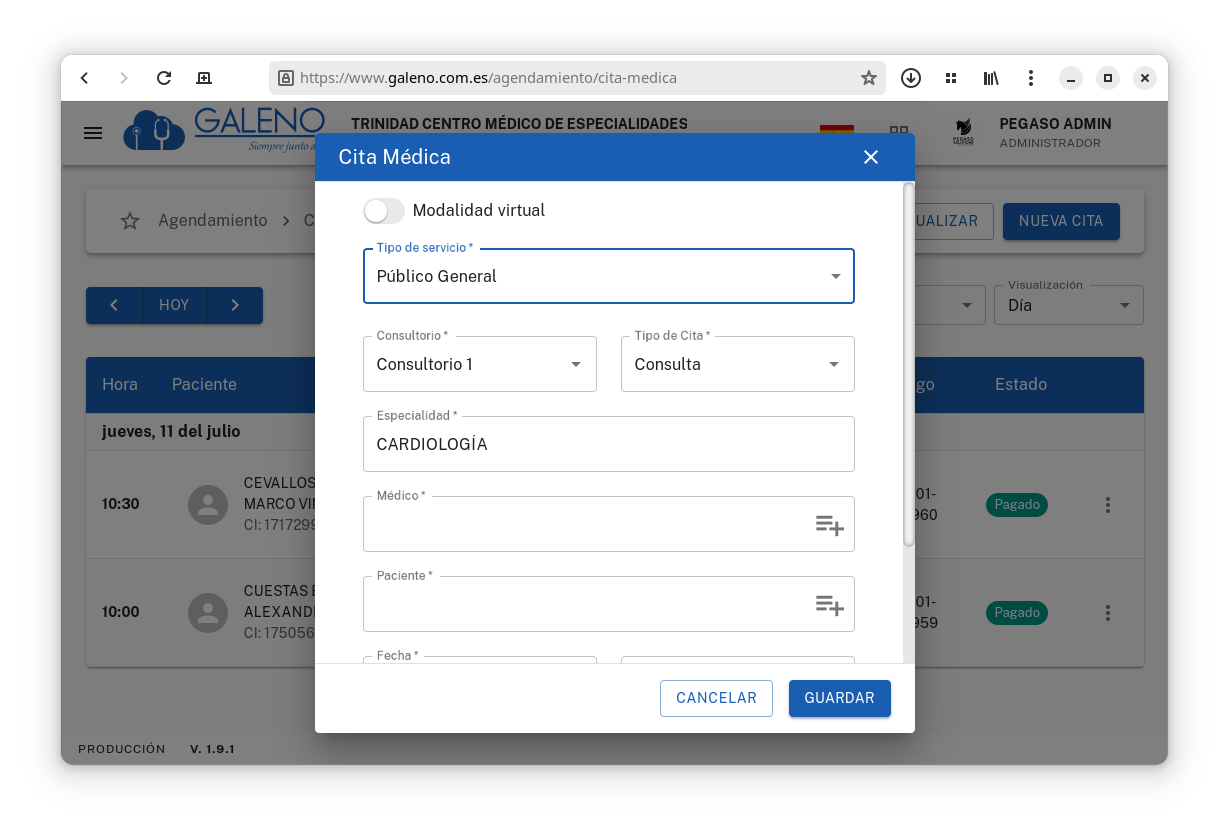 https://www.galeno.com.es/agendamiento/cita-medica
GALENO
Siempre junto a
TRINIDAD CENTRO MÉDICO DE ESPECIALIDADES
PEGASO
PEGASO ADMIN
ADMINISTRADOR
Cita Médica
Modalidad virtual
Agendamiento
C
UALIZAR
NUEVA CITA
Tipo de servicio *
Público General
HOY
Visualización
Día
Consultorio *
Consultorio 1
Tipo de Cita *
Consulta
Hora
Paciente
go
Estado
Especialidad *
CARDIOLOGÍA
jueves, 11 del julio
Médico *
10:30
CEVALLOS
MARCO VI
CI: 1717299
01-
960
Pagado
Paciente *
10:00
CUESTAS
ALEXAND
CI: 175056
01-
959
Pagado
Fecha *
CANCELAR
GUARDAR
PRODUCCIÓN
V. 1.9.1